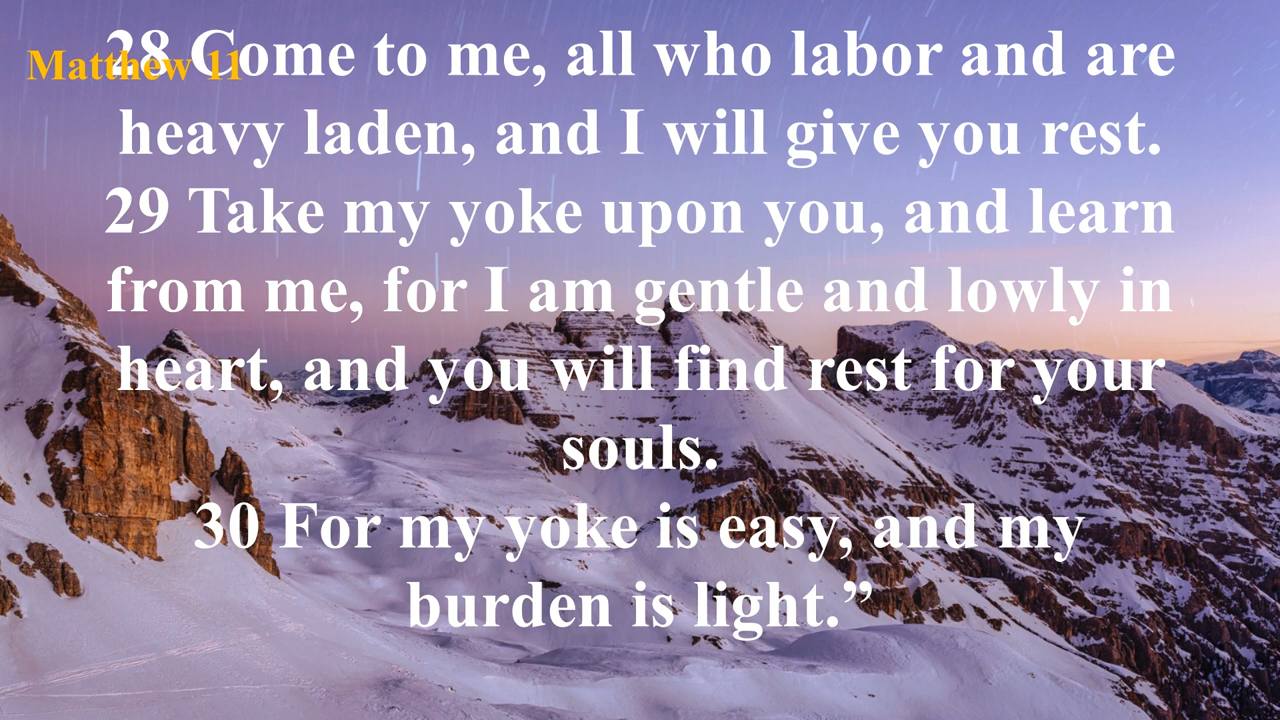 Matthew 11
28 Come to me, all who labor and are
heavy laden, and I will give you rest.
29 Take my yoke upon you, and learn
from me, for I am gentle and lowly in
heart, and you will find rest for your
souls.
30 For my yoke is easy, and my
burden is light.”